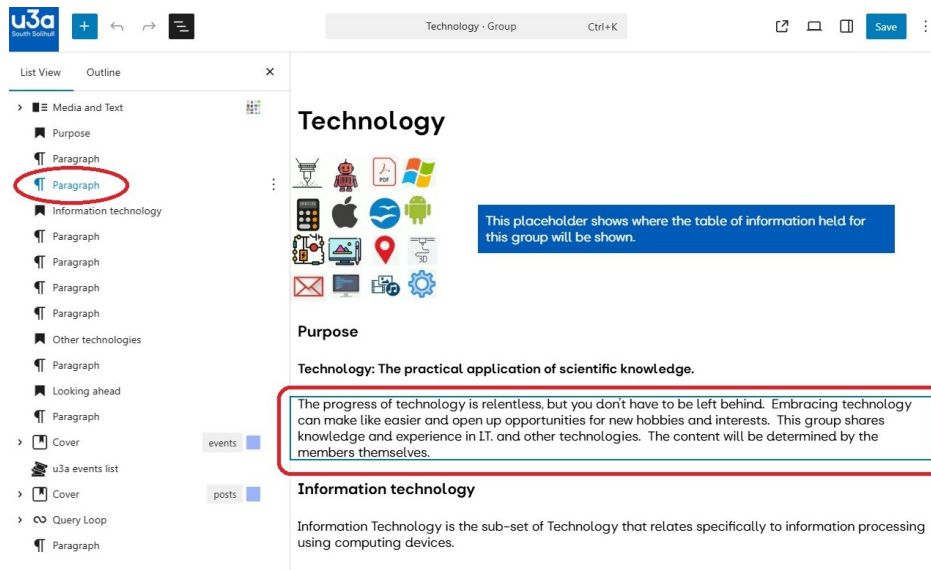 u3a
South Solihull
Technology · Group Ctrl+K
Save
List View Outline
Media and Text
Purpose
Paragraph
Paragraph
Information technology
Paragraph
Paragraph
Paragraph
Paragraph
Other technologies
Paragraph
Looking ahead
Paragraph
Cover events
u3a events list
Cover posts
Query Loop
Paragraph
Technology
PDF
3D
This placeholder shows where the table of information held for
this group will be shown.
Purpose
Technology: The practical application of scientific knowledge.
The progress of technology is relentless, but you don't have to be left behind. Embracing technology
can make like easier and open up opportunities for new hobbies and interests. This group shares
knowledge and experience in I.T. and other technologies. The content will be determined by the
members themselves.
Information technology
Information Technology is the sub-set of Technology that relates specifically to information processing
using computing devices.